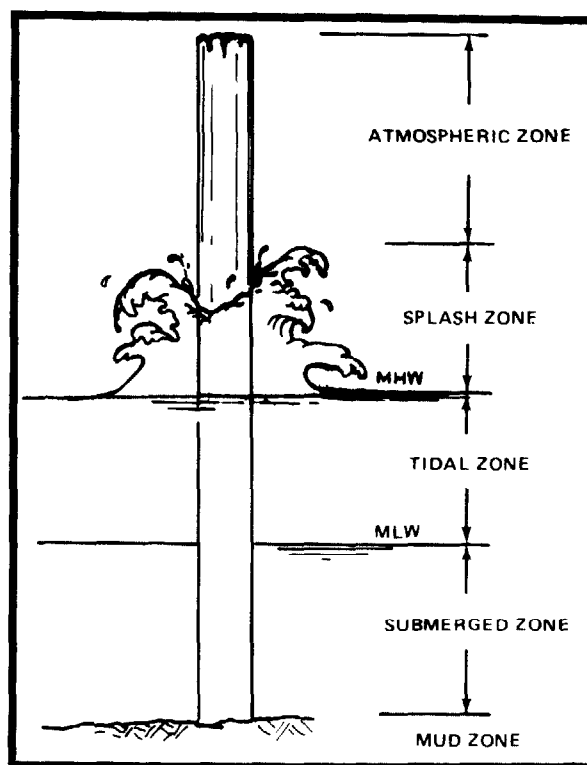 ATMOSPHERIC ZONE
SPLASH ZONE
MHW
TIDAL ZONE
MLW
SUBMERGED ZONE
MUD ZONE